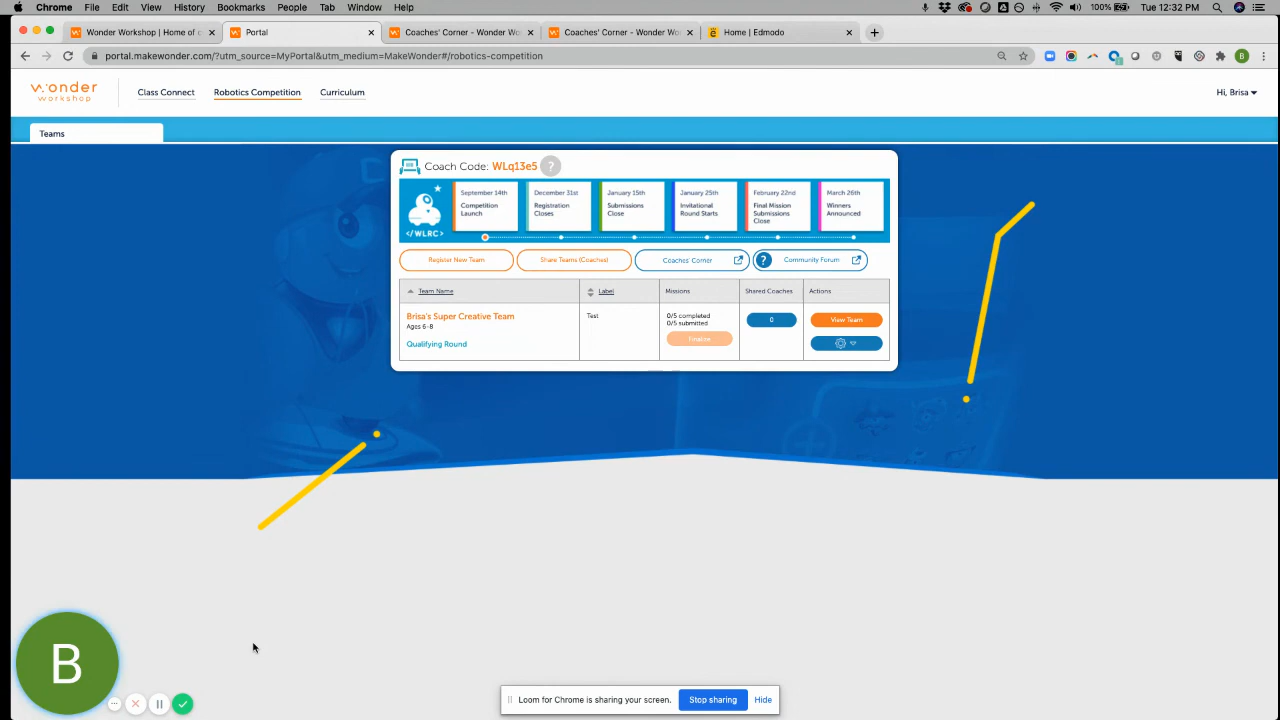 Chrome File Edit View History Bookmarks People Tab Window Help 100% Tue 12:32 PM
Wonder Workshop | Home of c Portal Coaches' Corner - Wonder Wo Coaches' Corner - Wonder Wo Home | Edmodo
portal.makewonder.com/?utm_source=MyPortal&utm_medium=MakeWonder#/robotics-competition B
wonder
workshop
Class Connect Robotics Competition Curriculum Hi, Brisa
Teams
Coach Code: WLq13e5 ?
September 14th December 31st January 15th January 25th February 22nd March 26th
Competition Launch Registration Closes Submissions Close Invitational Round Starts Final Mission Submissions Close Winners Announced
</WLRC>
Register New Team Share Teams (Coaches) Coaches' Corner ? Community Forum
Team Name Label Missions Shared Coaches Actions
Brisa's Super Creative Team Test 0/5 completed 0 View Team
Ages 6-8 0/5 submitted
Qualifying Round Finalize
B
Loom for Chrome is sharing your screen. Stop sharing Hide